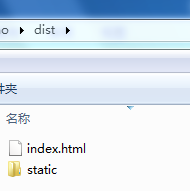 o ▸ dist ▸
件夹
名称
index.html
static